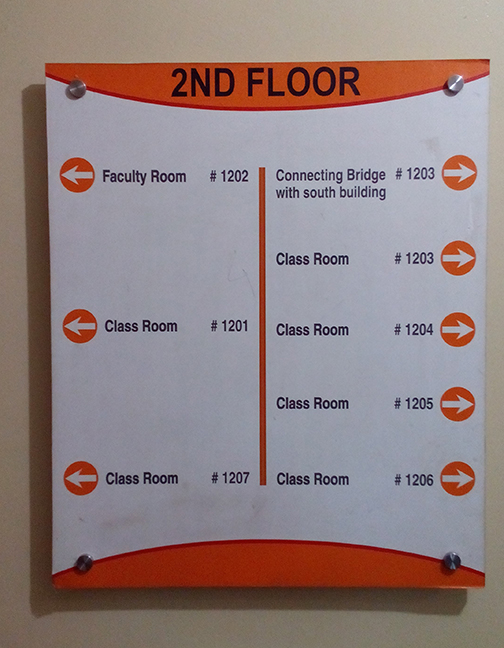 2ND FLOOR
Faculty Room # 1202
Class Room # 1201
Class Room # 1207
Connecting Bridge # 1203
with south building
Class Room # 1203
Class Room # 1204
Class Room # 1205
Class Room # 1206